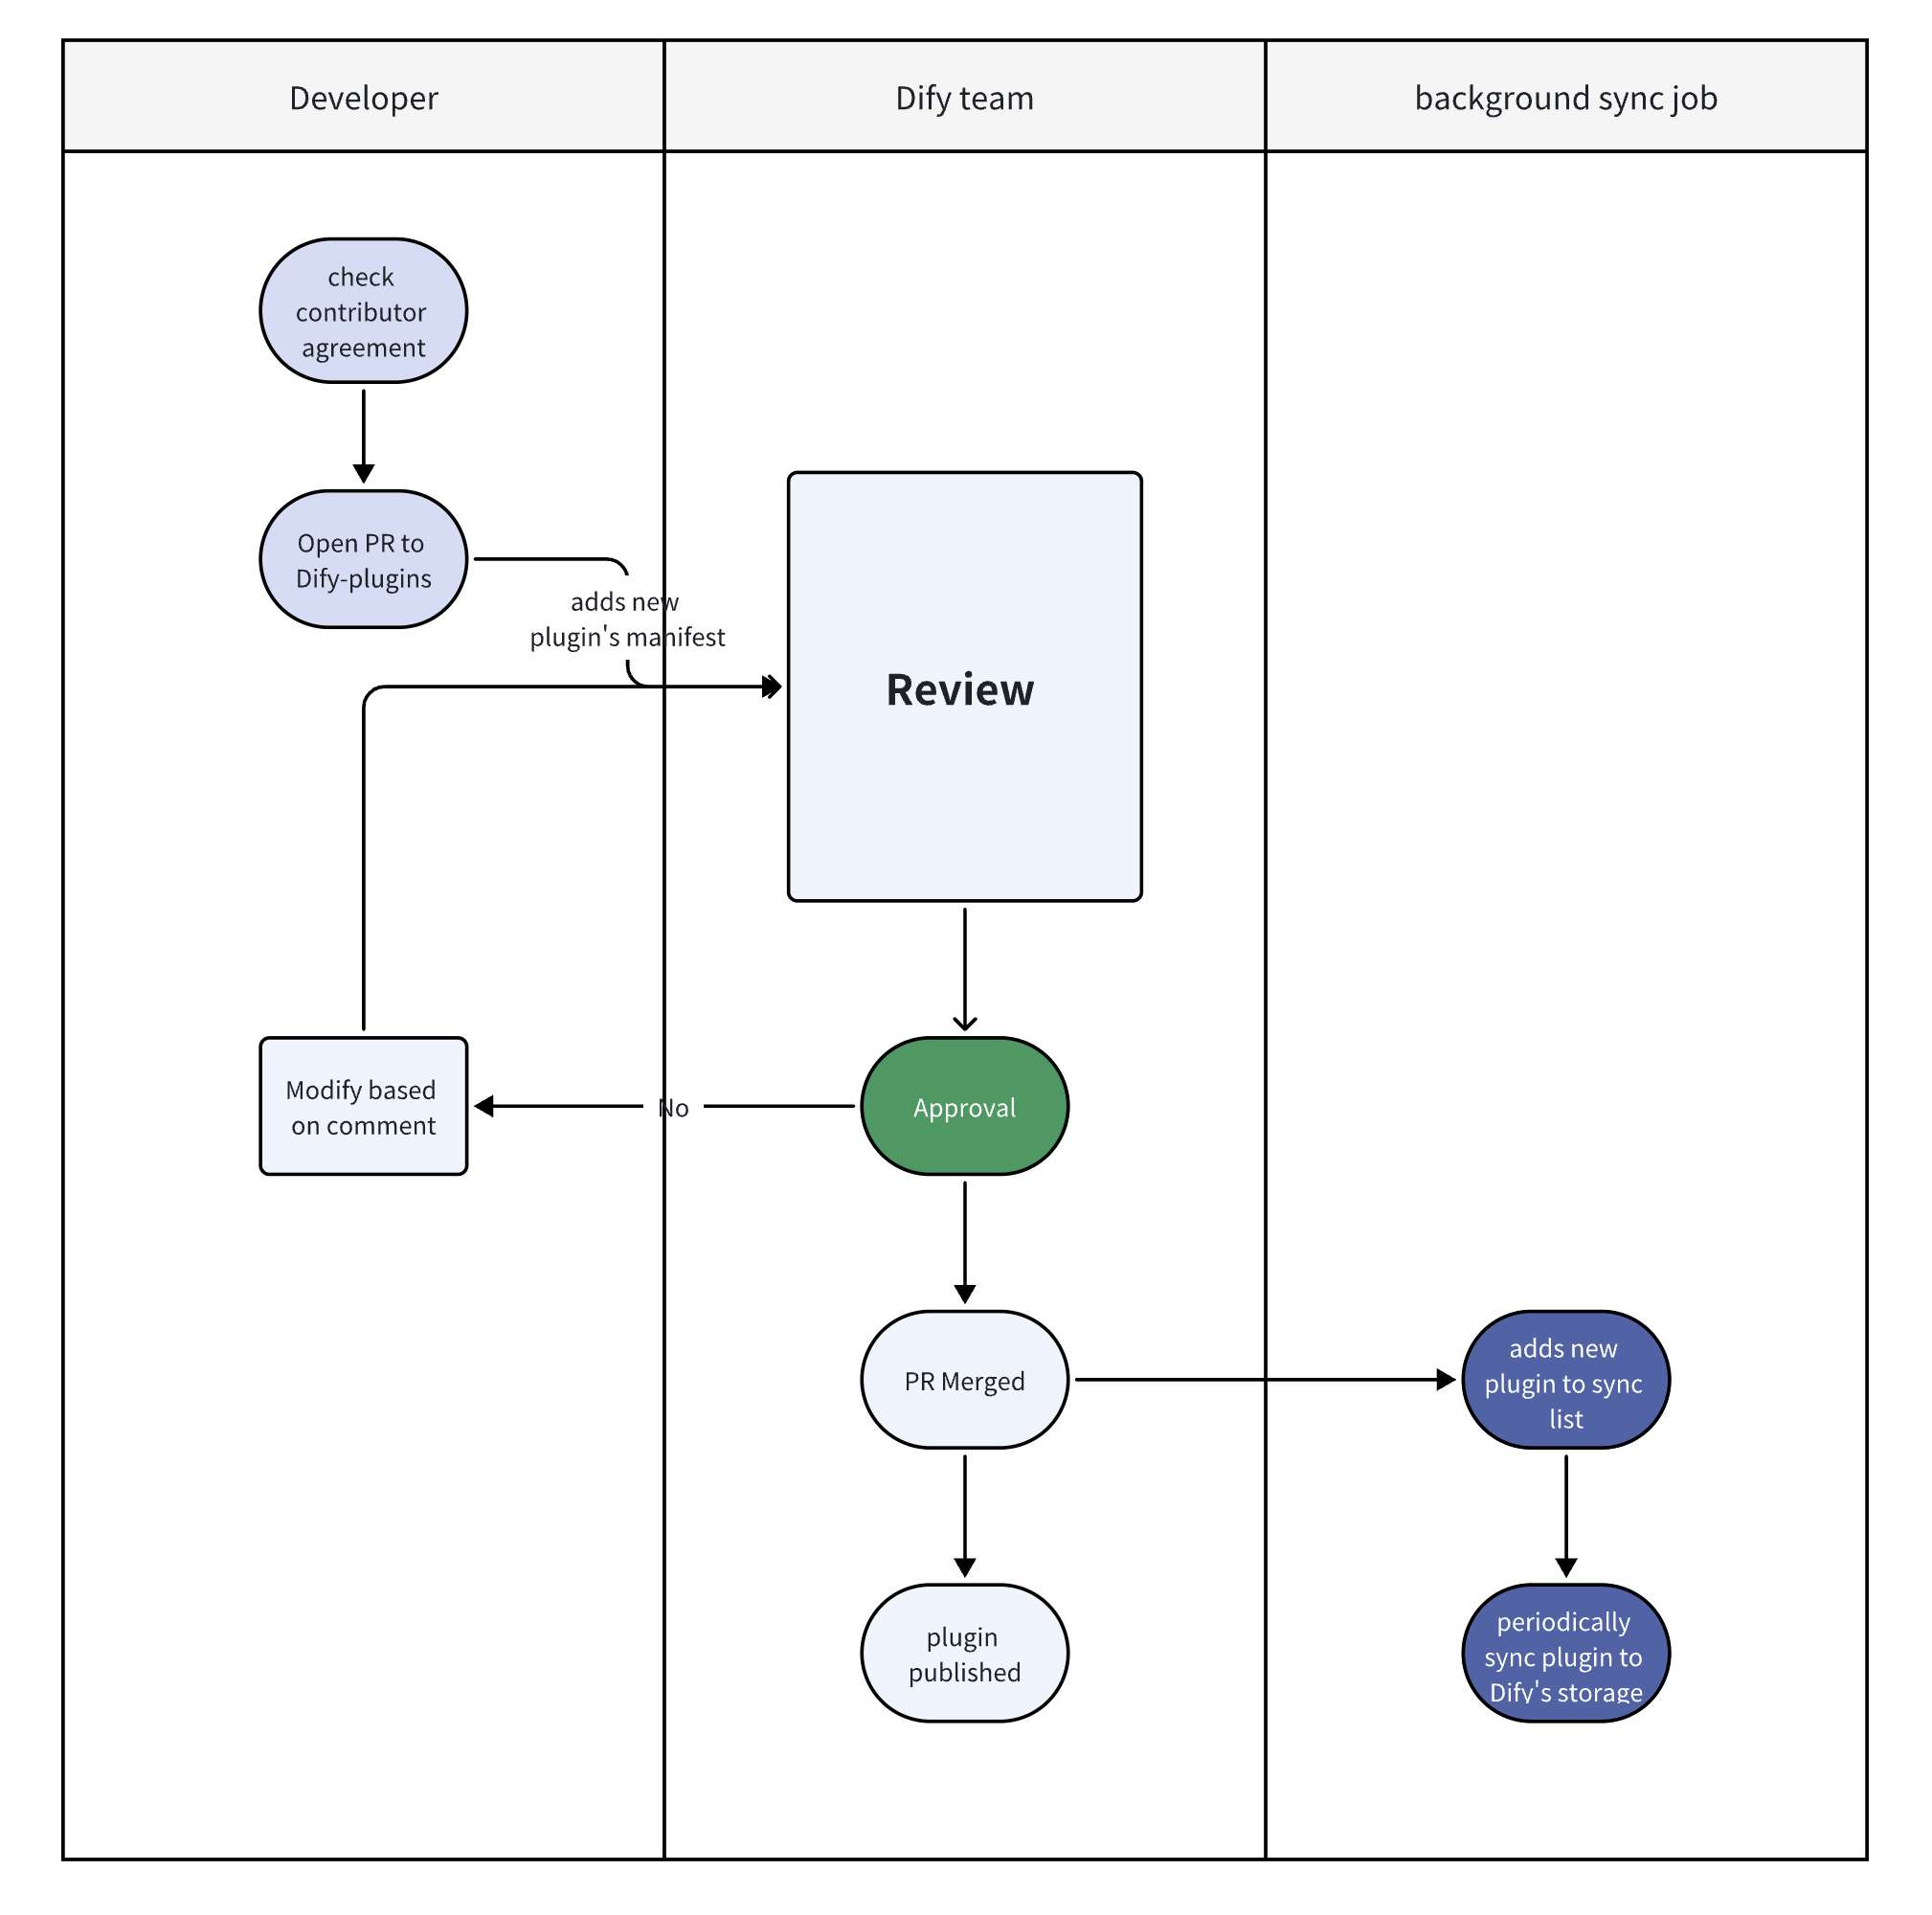 Developer
Dify team
background sync job
check
contributor
agreement
Open PR to
Dify-plugins
adds new
plugin's manifest
Review
Modify based
on comment
No
Approval
PR Merged
adds new
plugin to sync
list
plugin
published
periodically
sync plugin to
Dify's storage